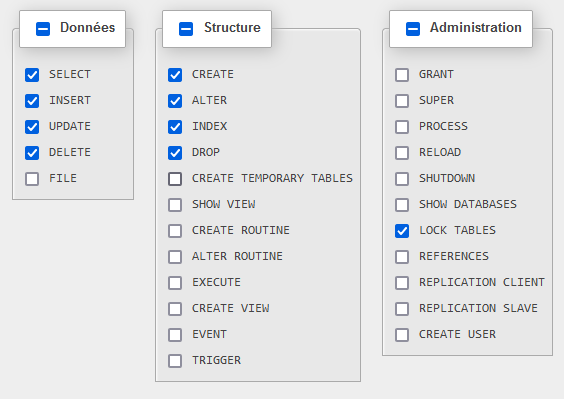 Données
SELECT
INSERT
UPDATE
DELETE
FILE
Structure
CREATE
ALTER
INDEX
DROP
CREATE TEMPORARY TABLES
SHOW VIEW
CREATE ROUTINE
ALTER ROUTINE
EXECUTE
CREATE VIEW
EVENT
TRIGGER
Administration
GRANT
SUPER
PROCESS
RELOAD
SHUTDOWN
SHOW DATABASES
LOCK TABLES
REFERENCES
REPLICATION CLIENT
REPLICATION SLAVE
CREATE USER